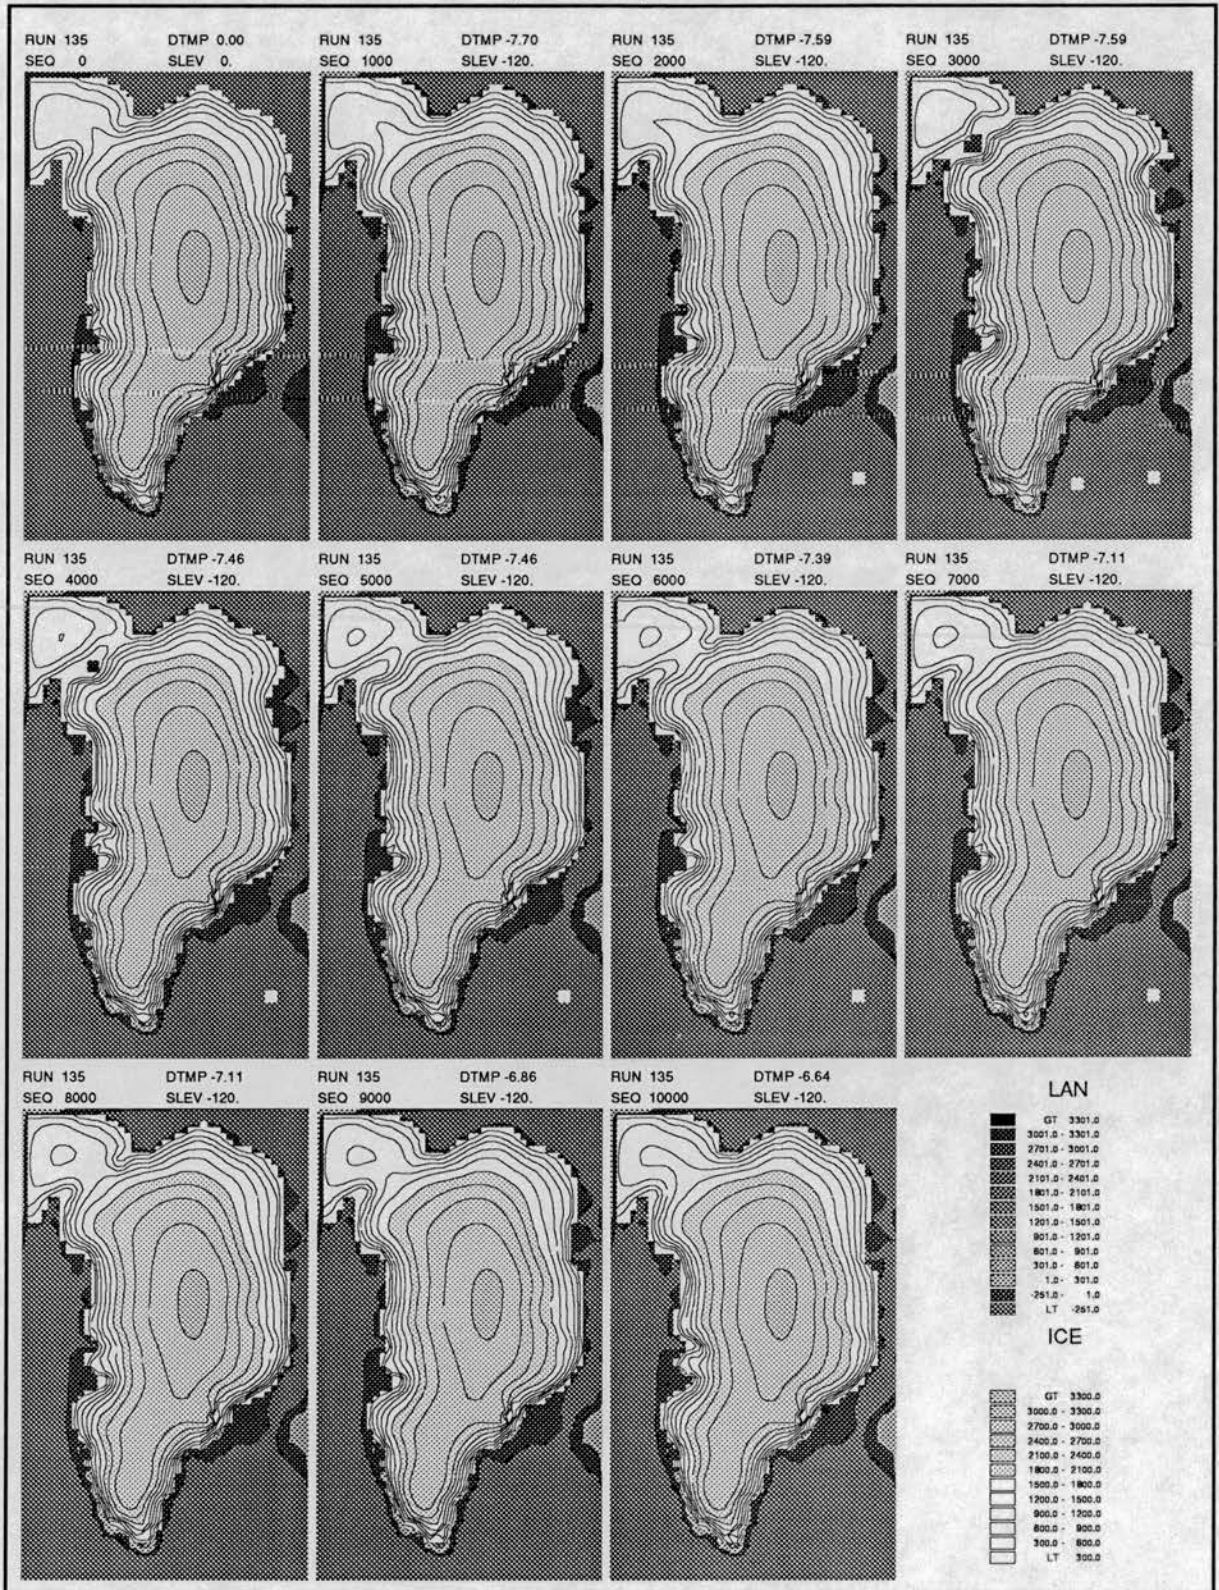 RUN 135 DTMP 0.00
SEQ 0 SLEV 0.
RUN 135 DTMP -7.70
SEQ 1000 SLEV -120.
RUN 135 DTMP -7.59
SEQ 2000 SLEV -120.
RUN 135 DTMP -7.59
SEQ 3000 SLEV -120.
RUN 135 DTMP -7.46
SEQ 4000 SLEV -120.
RUN 135 DTMP -7.46
SEQ 5000 SLEV -120.
RUN 135 DTMP -7.39
SEQ 6000 SLEV -120.
RUN 135 DTMP -7.11
SEQ 7000 SLEV -120.
RUN 135 DTMP -7.11
SEQ 8000 SLEV -120.
RUN 135 DTMP -6.86
SEQ 9000 SLEV -120.
RUN 135 DTMP -6.64
SEQ 10000 SLEV -120.
LAN
GT 3301.0
3001.0 - 3301.0
2701.0 - 3001.0
2401.0 - 2701.0
2101.0 - 2401.0
1801.0 - 2101.0
1501.0 - 1801.0
1201.0 - 1501.0
901.0 - 1201.0
601.0 - 901.0
301.0 - 601.0
1.0 - 301.0
-251.0 - 1.0
LT -251.0
ICE
GT 3300.0
3000.0 - 3300.0
2700.0 - 3000.0
2400.0 - 2700.0
2100.0 - 2400.0
1800.0 - 2100.0
1500.0 - 1800.0
1200.0 - 1500.0
900.0 - 1200.0
600.0 - 900.0
300.0 - 600.0
LT 300.0